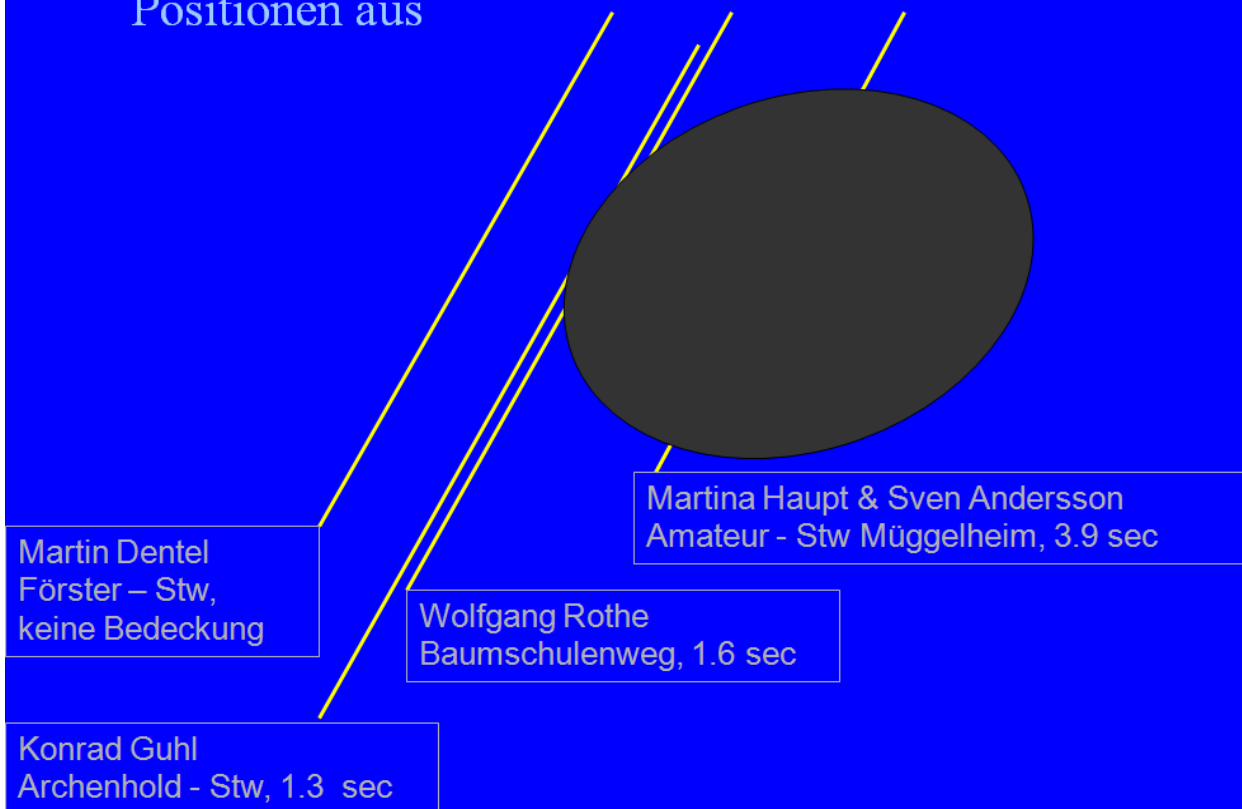 Positionen aus
Martina Haupt & Sven Andersson
Amateur - Stw Müggelheim, 3.9 sec
Martin Dentel
Förster – Stw,
keine Bedeckung
Wolfgang Rothe
Baumschulenweg, 1.6 sec
Konrad Guhl
Archenhold - Stw, 1.3 sec